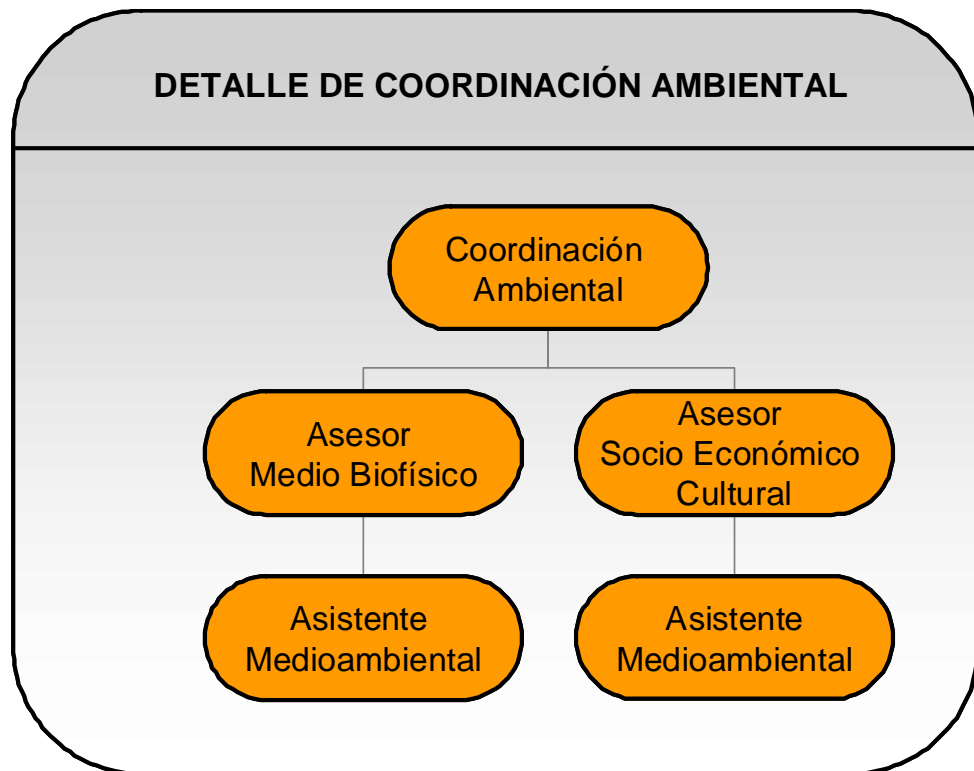 DETALLE DE COORDINACIÓN AMBIENTAL
Coordinación
Ambiental
Asesor
Medio Biofísico
Asesor
Socio Económico
Cultural
Asistente
Medioambiental
Asistente
Medioambiental